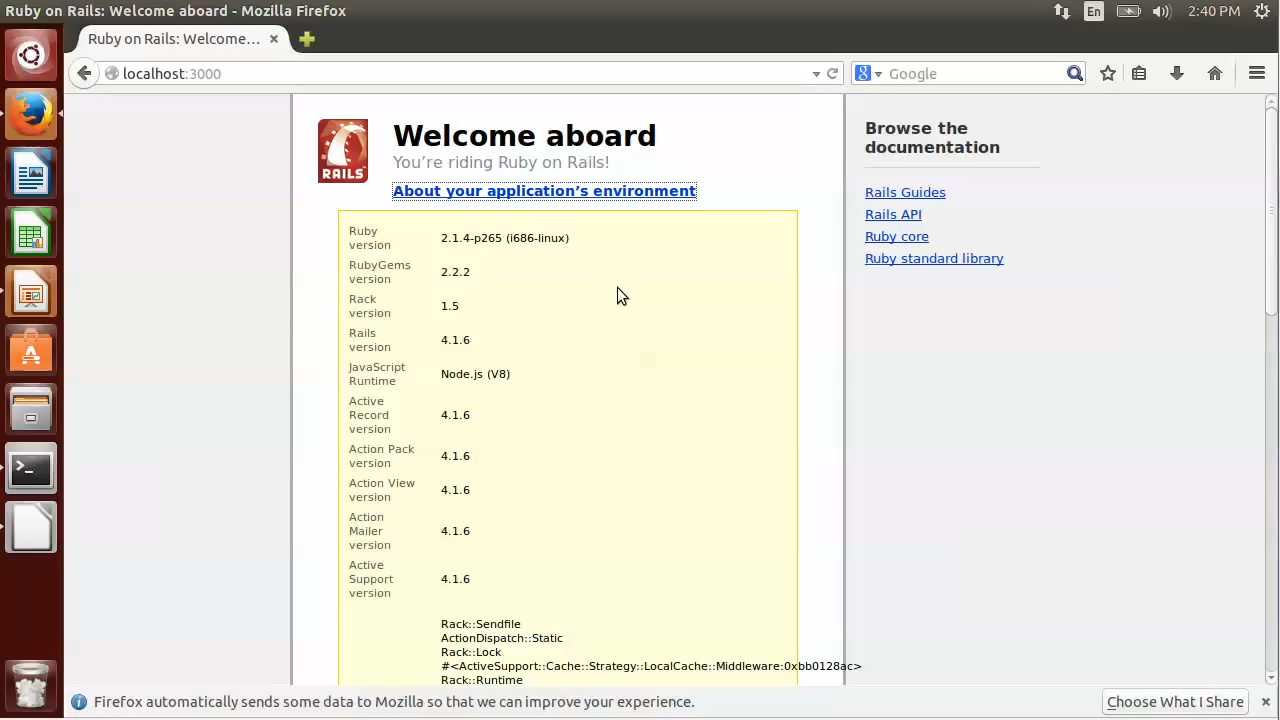 Ruby on Rails: Welcome aboard - Mozilla Firefox
En
2:40 PM
Ruby on Rails: Welcome...
localhost:3000
8
Google
RAILS
Welcome aboard
You’re riding Ruby on Rails!
About your application’s environment
Ruby
version
2.1.4-p265 (i686-linux)
RubyGems
version
2.2.2
Rack
version
1.5
Rails
version
4.1.6
JavaScript
Runtime
Node.js (V8)
Active
Record
version
4.1.6
Action Pack
version
4.1.6
Action View
version
4.1.6
Action
Mailer
version
4.1.6
Active
Support
version
4.1.6
Rack::Sendfile
ActionDispatch::Static
Rack::Lock
#<ActiveSupport::Cache::Strategy::LocalCache::Middleware:0xbb0128ac>
Rack::Runtime
Browse the
documentation
Rails Guides
Rails API
Ruby core
Ruby standard library
Firefox automatically sends some data to Mozilla so that we can improve your experience.
Choose What I Share